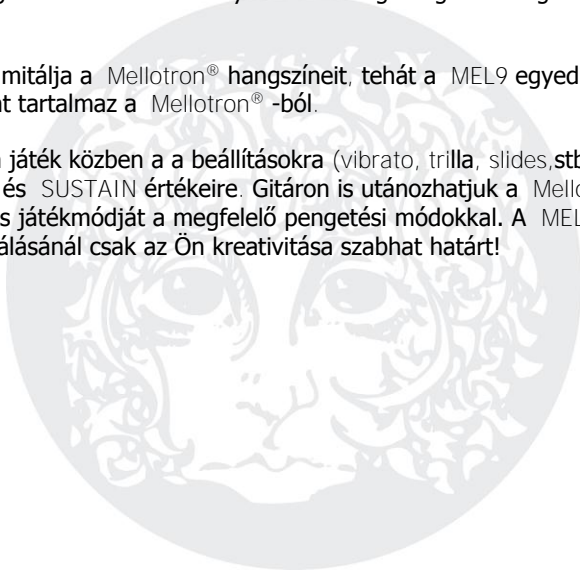 mitálja a Mellotron® hangszíneit, tehát a MEL9 egyed
t tartalmaz a Mellotron® -ból.
játék közben a a beállításokra (vibrato, trilla, slides,stb
és SUSTAIN értékeire. Gitáron is utánozhatjuk a Mello
s játékmódját a megfelelő pengetési módokkal. A MEL
álásánál csak az Ön kreativitása szabhat határt!